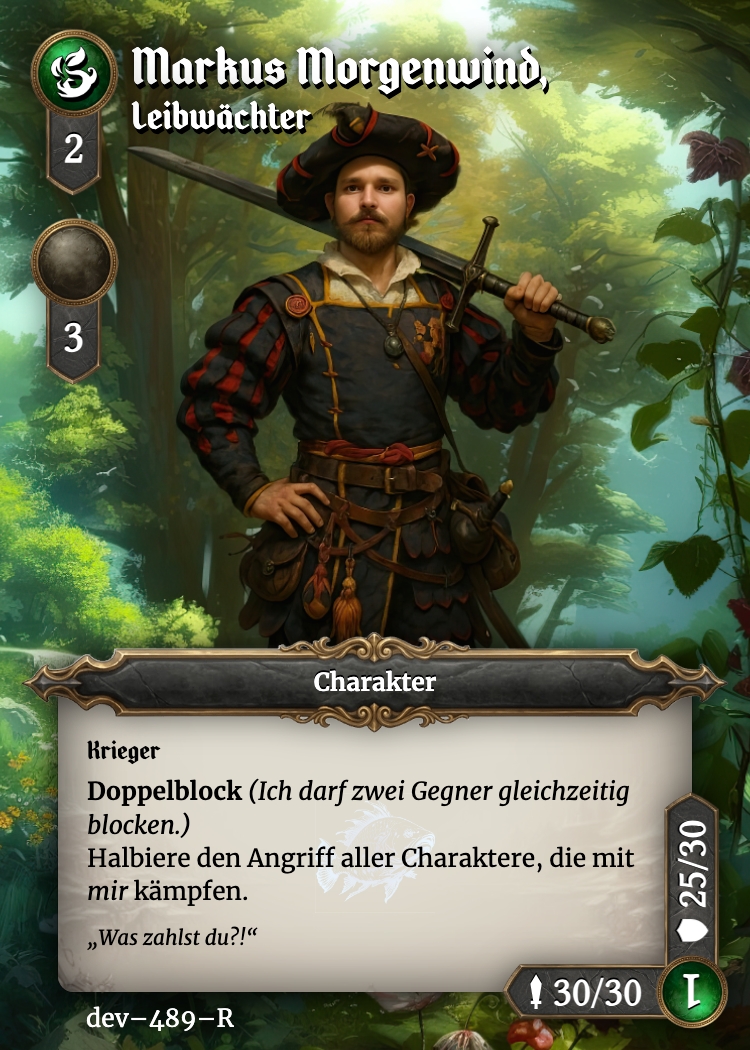 Markus Morgenwind,
Leibwächter
2
3
Charakter
Krieger
Doppelblock (Ich darf zwei Gegner gleichzeitig
blocken.)
Halbiere den Angriff aller Charaktere, die mit
mir kämpfen.
„Was zahlst du?!“
25/30
30/30
1
dev–489–R